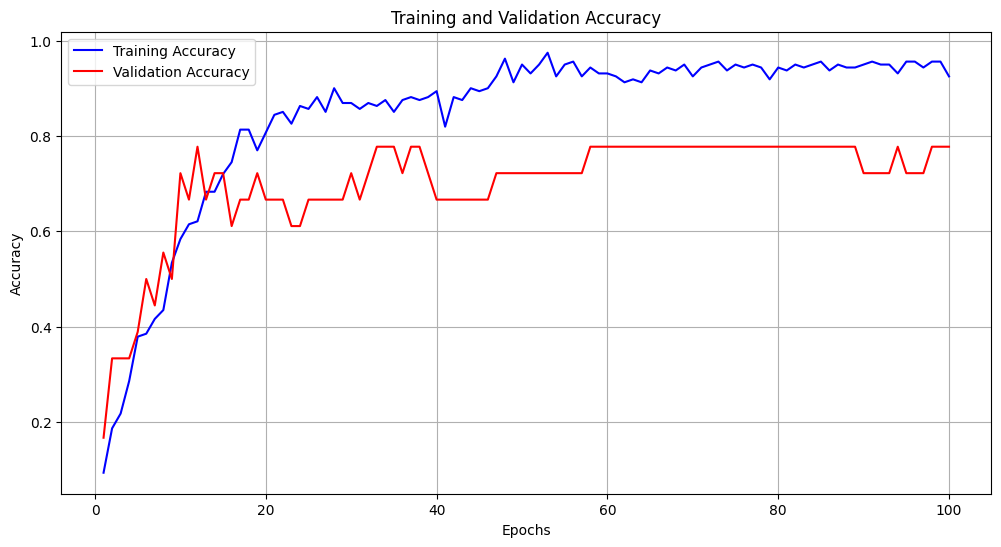 Training and Validation Accuracy
Training Accuracy
Validation Accuracy
1.0
0.8
0.6
0.4
0.2
Accuracy
0 20 40 60 80 100
Epochs